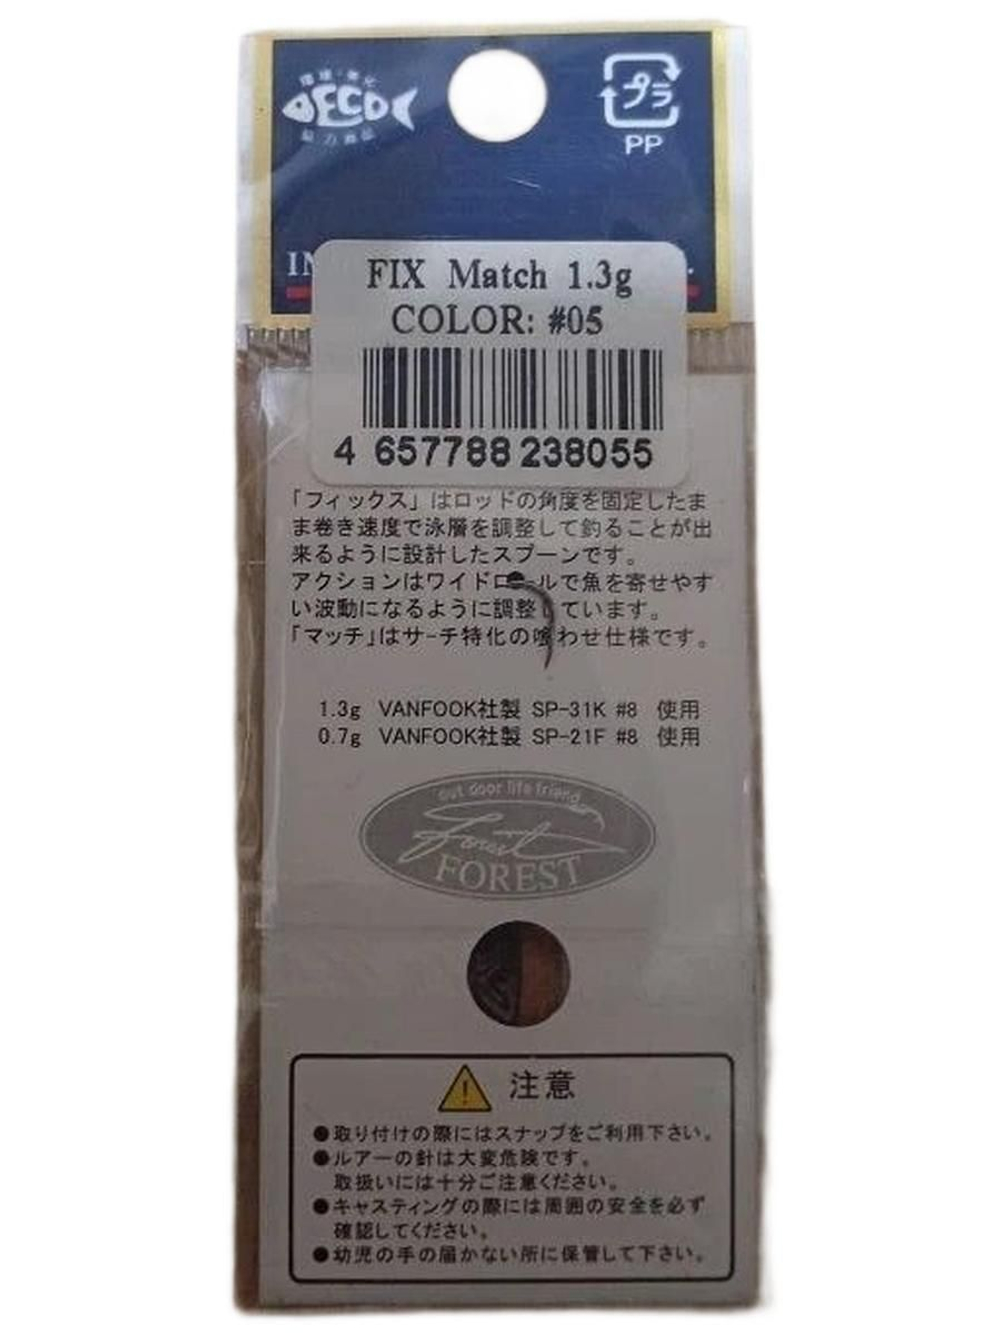 環境・美化
ECO
協力商品
プラ
PP
FIX Match 1.3g
COLOR: #05
4 657788 238055
「フィックス」はロッドの角度を固定したま
ま巻き速度で泳層を調整して釣ることが出
来るように設計したスプーンです。
アクションはワイドロールで魚を寄せやす
い波動になるように調整しています。
「マッチ」はサーチ特化の喰わせ仕様です。
1.3g VANFOOK社製 SP-31K #8 使用
0.7g VANFOOK社製 SP-21F #8 使用
out door life friend
Forest
FOREST
注意
●取り付けの際にはスナップをご利用下さい。
●ルアーの針は大変危険です。
取扱いには十分ご注意ください。
●キャスティングの際には周囲の安全を必ず
確認してください。
●幼児の手の届かない所に保管して下さい。